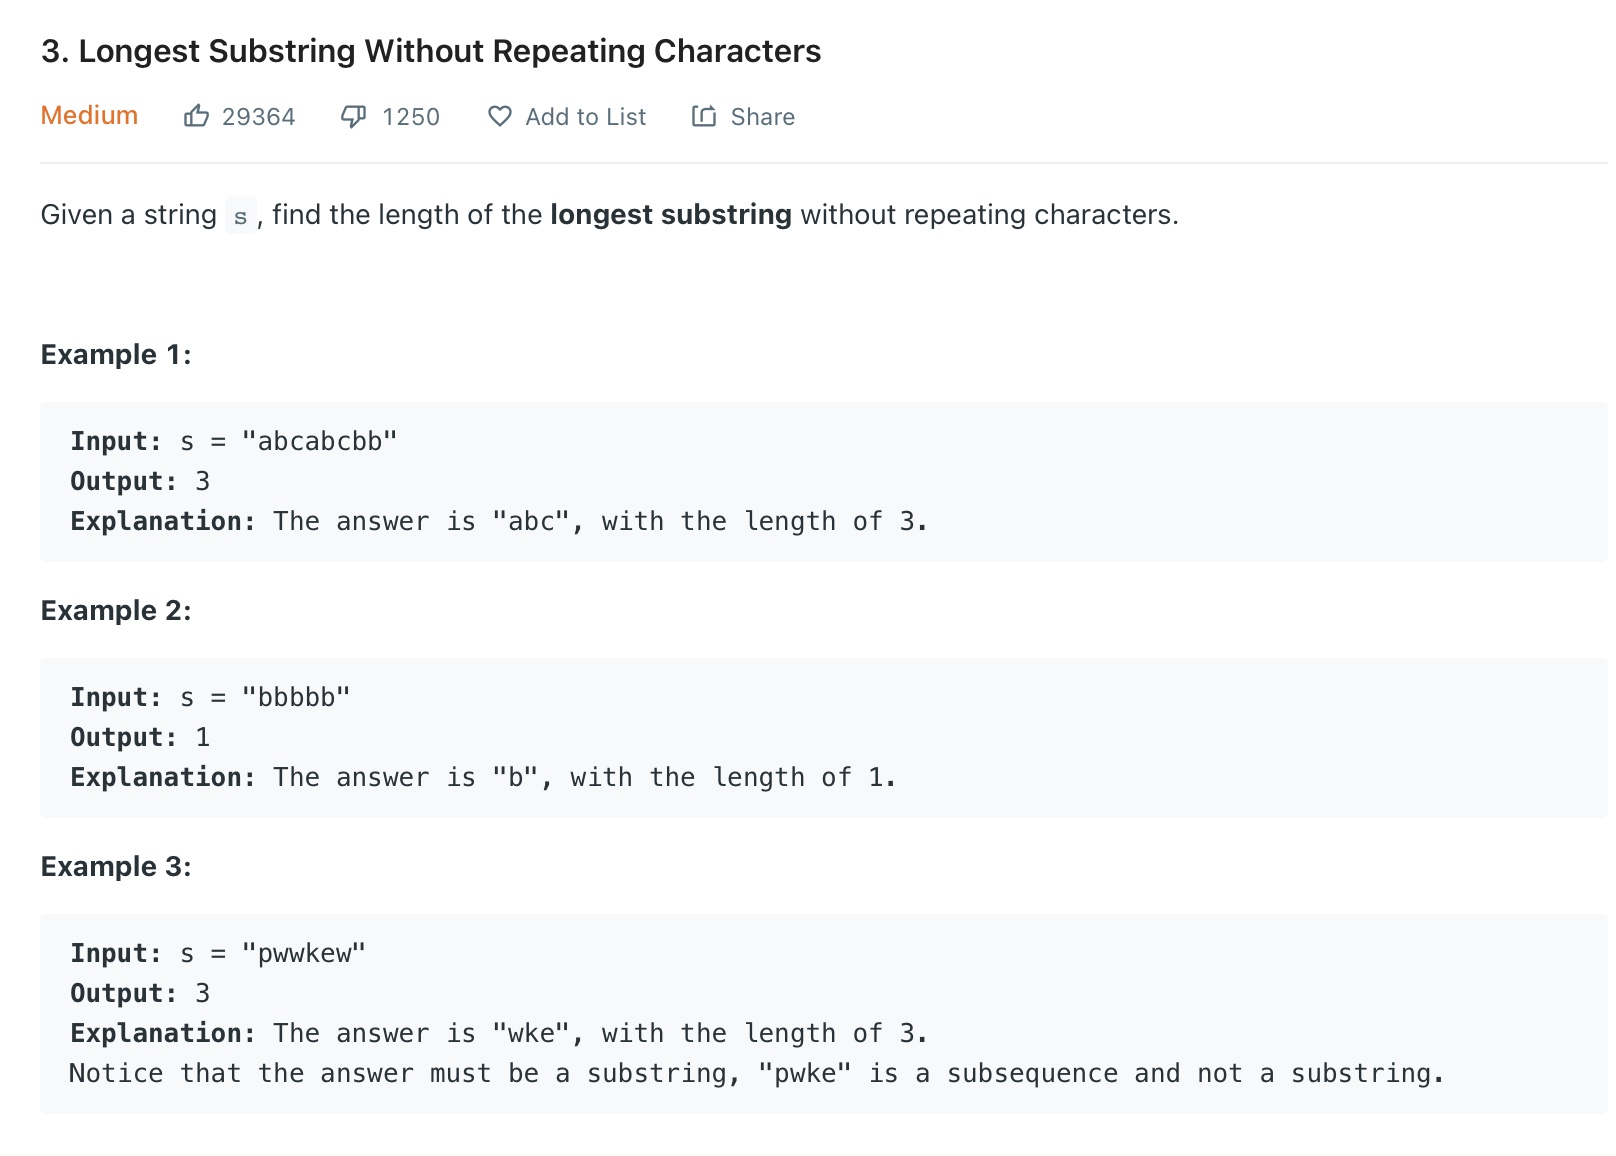 3. Longest Substring Without Repeating Characters
Medium 29364 1250 Add to List Share
Given a string s, find the length of the longest substring without repeating characters.
Example 1:
Input: s = "abcabcbb"
Output: 3
Explanation: The answer is "abc", with the length of 3.
Example 2:
Input: s = "bbbbb"
Output: 1
Explanation: The answer is "b", with the length of 1.
Example 3:
Input: s = "pwwkew"
Output: 3
Explanation: The answer is "wke", with the length of 3.
Notice that the answer must be a substring, "pwke" is a subsequence and not a substring.